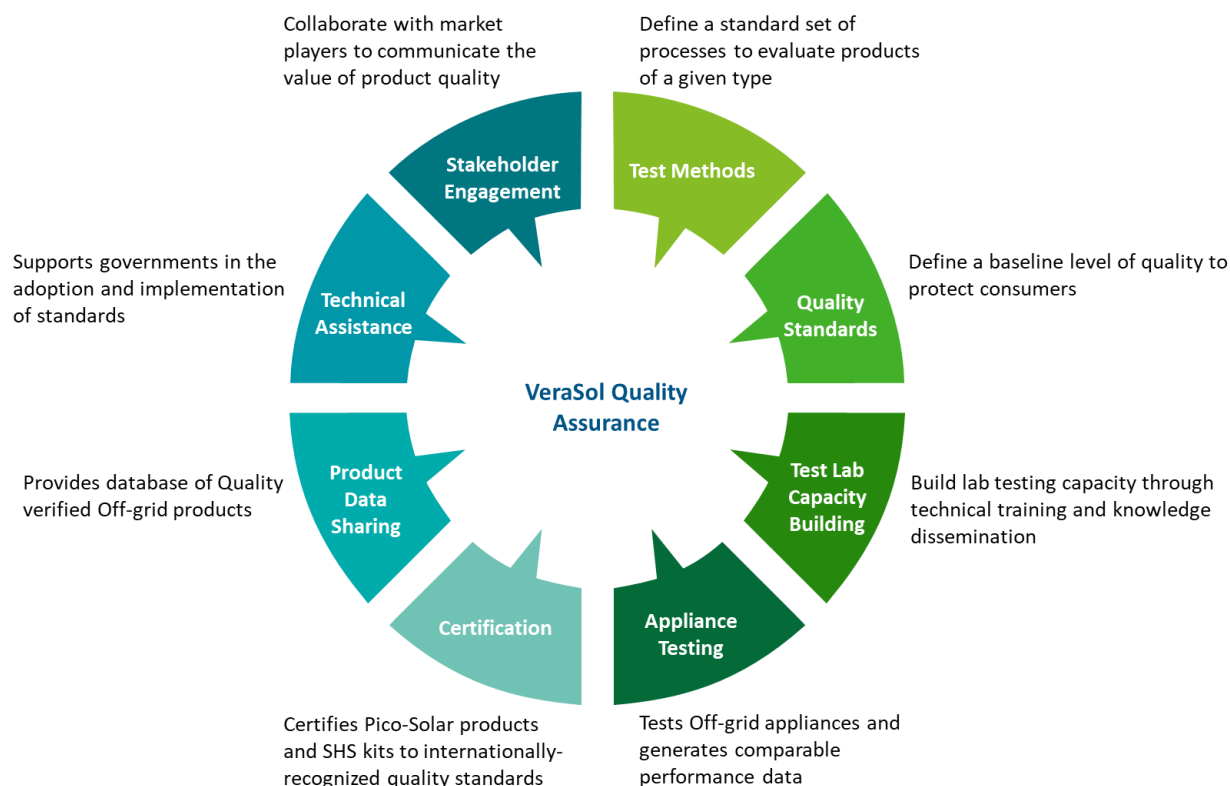 Collaborate with market
players to communicate the
value of product quality
Define a standard set of
processes to evaluate products
of a given type
Stakeholder
Engagement
Test Methods
Supports governments in the
adoption and implementation
of standards
Technical
Assistance
Quality
Standards
Define a baseline level of quality to
protect consumers
VeraSol Quality
Assurance
Provides database of Quality
verified Off-grid products
Product
Data
Sharing
Test Lab
Capacity
Building
Build lab testing capacity through
technical training and knowledge
dissemination
Certification
Appliance
Testing
Certifies Pico-Solar products
and SHS kits to internationally-
recognized quality standards
Tests Off-grid appliances and
generates comparable
performance data